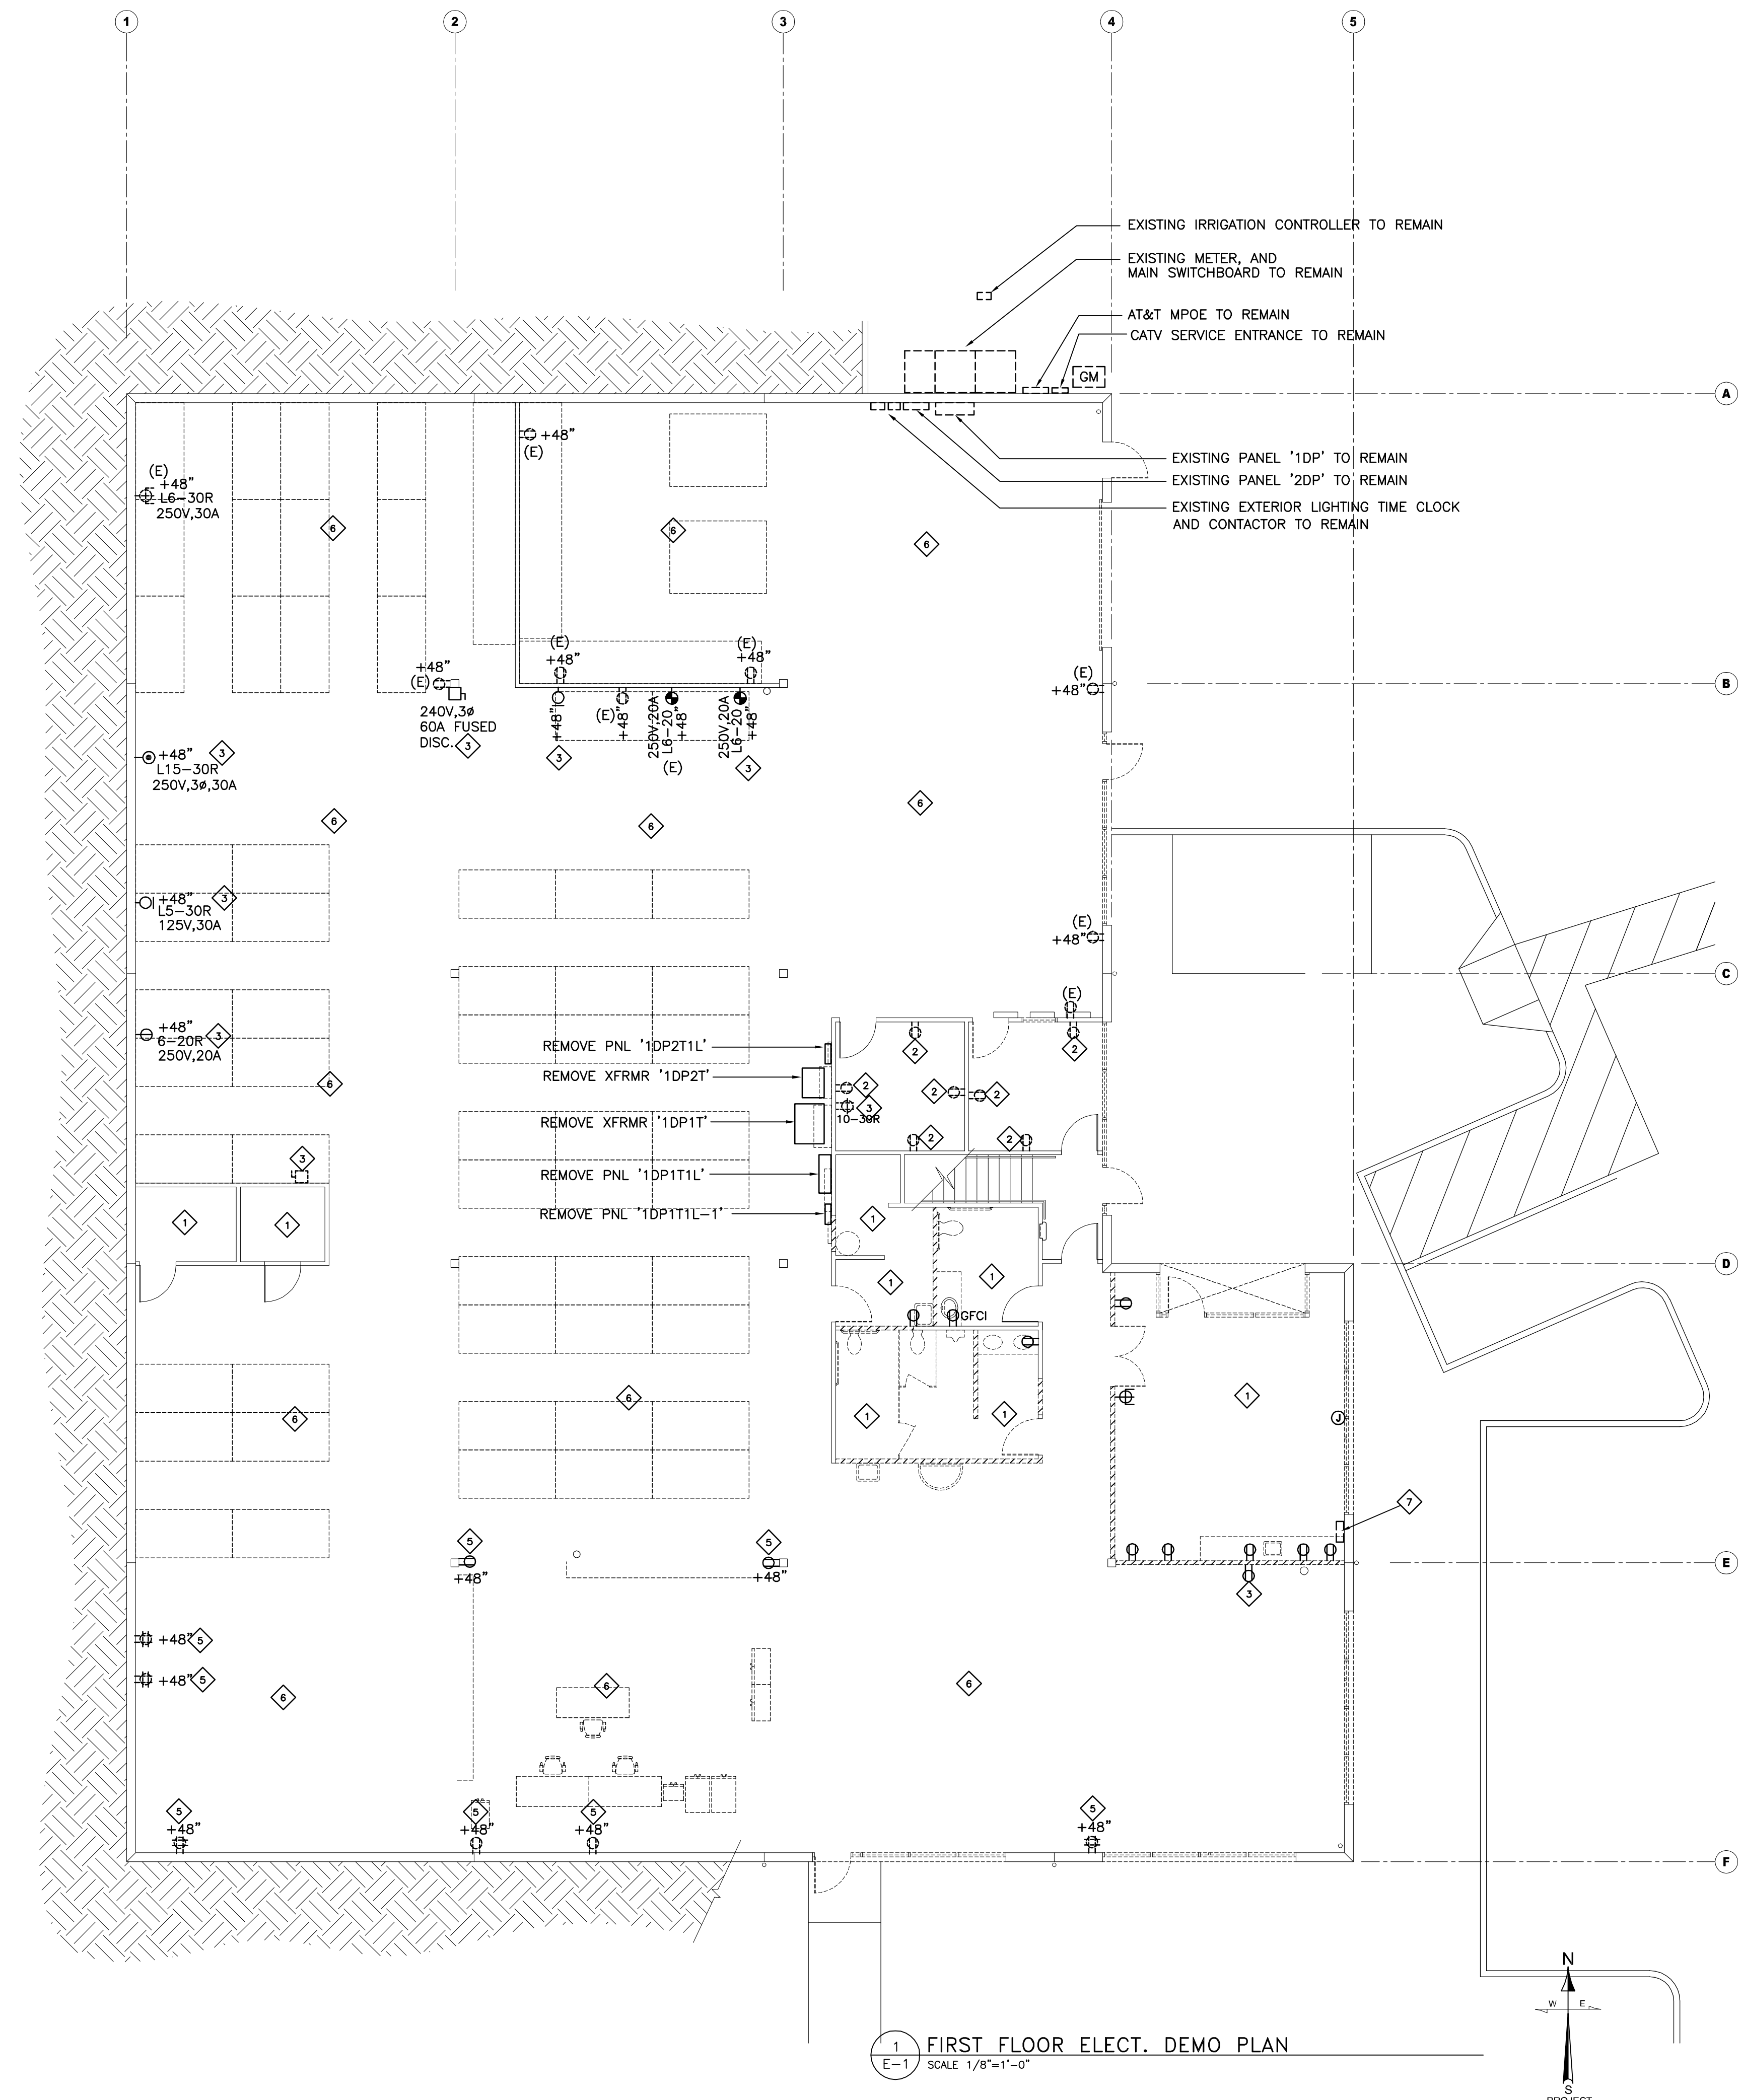 1
2
3
4
5
EXISTING IRRIGATION CONTROLLER TO REMAIN
EXISTING METER, AND
MAIN SWITCHBOARD TO REMAIN
AT&T MPOE TO REMAIN
CATV SERVICE ENTRANCE TO REMAIN
GM
A
EXISTING PANEL '1DP' TO REMAIN
EXISTING PANEL '2DP' TO REMAIN
EXISTING EXTERIOR LIGHTING TIME CLOCK
AND CONTACTOR TO REMAIN
+48"
(E)
(E)
+48"
L6-30R
250V,30A
6
6
6
(E)
+48"
(E)
+48"
+48"
(E)
240V,3ø
60A FUSED
DISC.
3
+48"
3
(E)
+48"
250V,20A
L6-20
+48"
(E)
250V,20A
L6-20
+48"
3
(E)
+48"
B
+48"
3
L15-30R
250V,3ø,30A
6
6
6
+48"
3
L5-30R
125V,30A
(E)
+48"
C
(E)
+48"
3
6-20R
250V,20A
6
REMOVE PNL '1DP2T1L'
REMOVE XFRMR '1DP2T'
REMOVE XFRMR '1DP1T'
REMOVE PNL '1DP1T1L'
REMOVE PNL '1DP1T1L-1'
2
2
2
3
10-30R
2
2
2
2
3
1
1
1
1
1
GFCI
D
1
1
1
J
6
6
7
5
+48"
5
+48"
3
E
+48"
5
+48"
5
6
6
6
5
+48"
5
+48"
5
+48"
5
+48"
F
1
E-1
FIRST FLOOR ELECT. DEMO PLAN
SCALE 1/8"=1'-0"
N
W
E
S
PROJECT